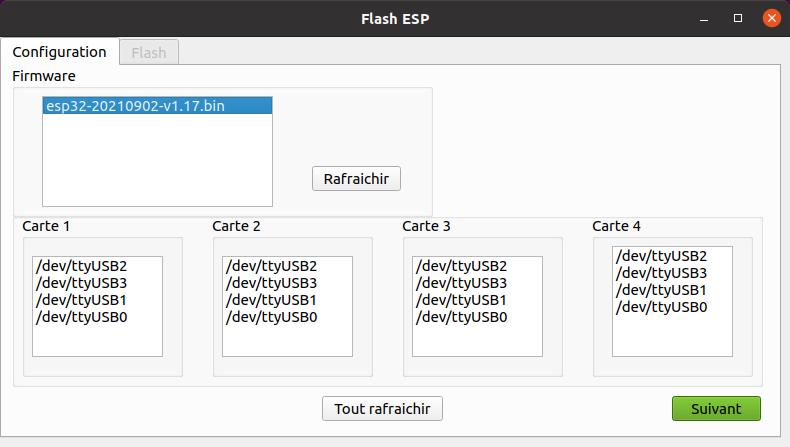 Flash ESP
Configuration Flash
Firmware
esp32-20210902-v1.17.bin
Rafraichir
Carte 1 Carte 2 Carte 3 Carte 4
/dev/ttyUSB2 /dev/ttyUSB2 /dev/ttyUSB2 /dev/ttyUSB2
/dev/ttyUSB3 /dev/ttyUSB3 /dev/ttyUSB3 /dev/ttyUSB3
/dev/ttyUSB1 /dev/ttyUSB1 /dev/ttyUSB1 /dev/ttyUSB1
/dev/ttyUSB0 /dev/ttyUSB0 /dev/ttyUSB0 /dev/ttyUSB0
Tout rafraichir Suivant